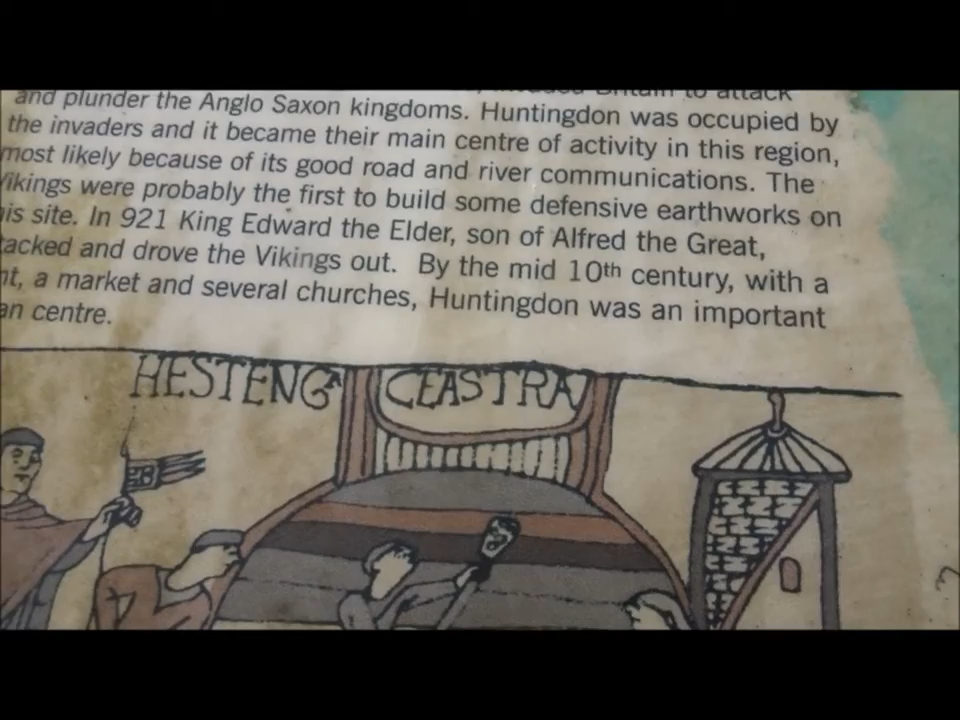 Britain to attack
and plunder the Anglo Saxon kingdoms. Huntingdon was occupied by
the invaders and it became their main centre of activity in this region,
most likely because of its good road and river communications. The
Vikings were probably the first to build some defensive earthworks on
is site. In 921 King Edward the Elder, son of Alfred the Great,
tacked and drove the Vikings out. By the mid 10th century, with a
nt, a market and several churches, Huntingdon was an important
an centre.
HESTENG CEASTRA